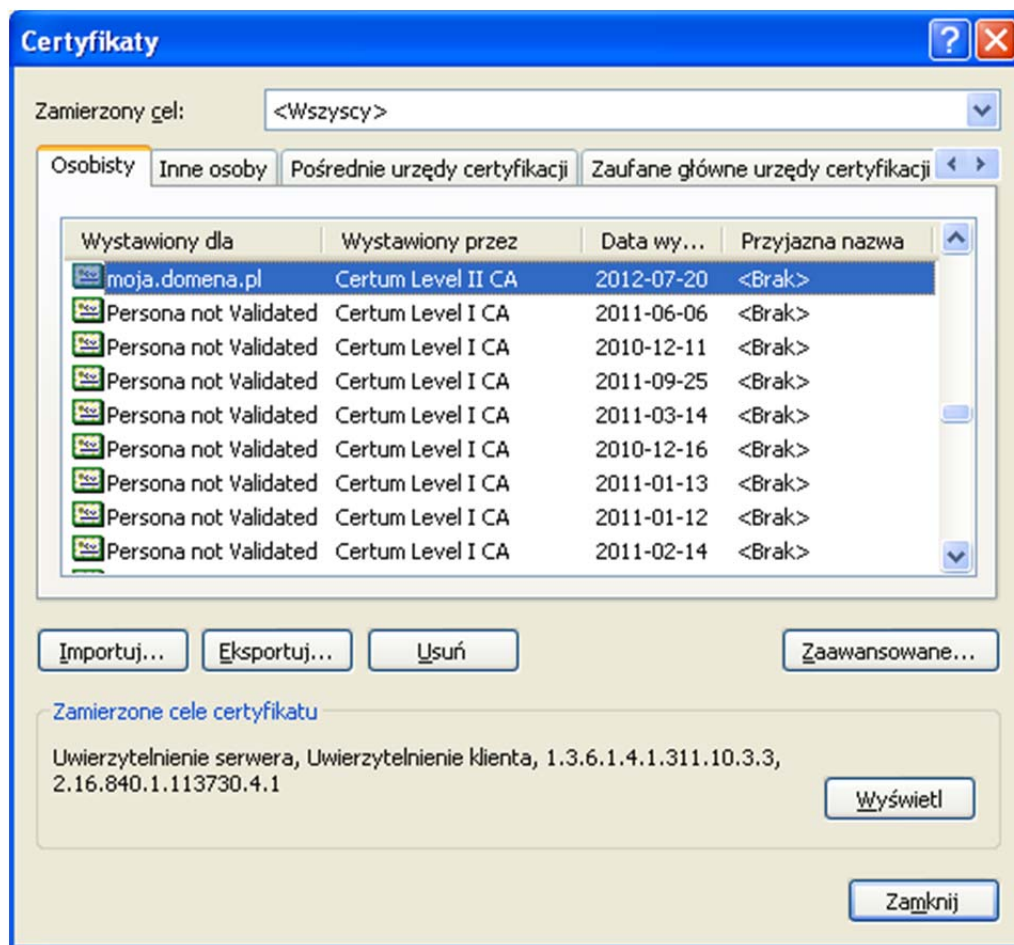 Certyfikaty
Zamierzony cel: <Wszyscy>
Osobisty Inne osoby Pośrednie urzędy certyfikacji Zaufane główne urzędy certyfikacji
Wystawiony dla Wystawiony przez Data wy... Przyjazna nazwa
moja.domena.pl Certum Level II CA 2012-07-20 <Brak>
Persona not Validated Certum Level I CA 2011-06-06 <Brak>
Persona not Validated Certum Level I CA 2010-12-11 <Brak>
Persona not Validated Certum Level I CA 2011-09-25 <Brak>
Persona not Validated Certum Level I CA 2011-03-14 <Brak>
Persona not Validated Certum Level I CA 2010-12-16 <Brak>
Persona not Validated Certum Level I CA 2011-01-13 <Brak>
Persona not Validated Certum Level I CA 2011-01-12 <Brak>
Persona not Validated Certum Level I CA 2011-02-14 <Brak>
Importuj... Eksportuj... Usuń Zaawansowane...
Zamierzone cele certyfikatu
Uwierzytelnienie serwera, Uwierzytelnienie klienta, 1.3.6.1.4.1.311.10.3.3,
2.16.840.1.113730.4.1
Wyświetl
Zamknij